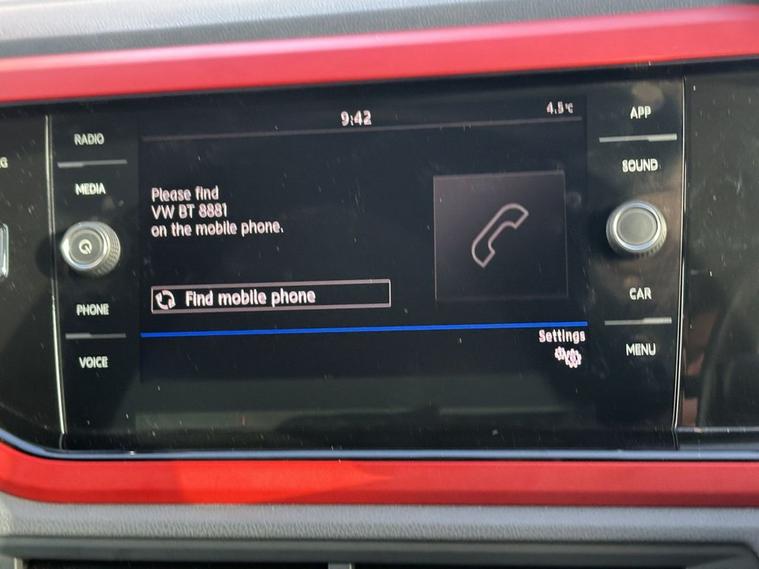 9:42
4.5°C
RADIO
MEDIA
PHONE
VOICE
Please find
VW BT 8881
on the mobile phone.
Find mobile phone
Settings
APP
SOUND
CAR
MENU